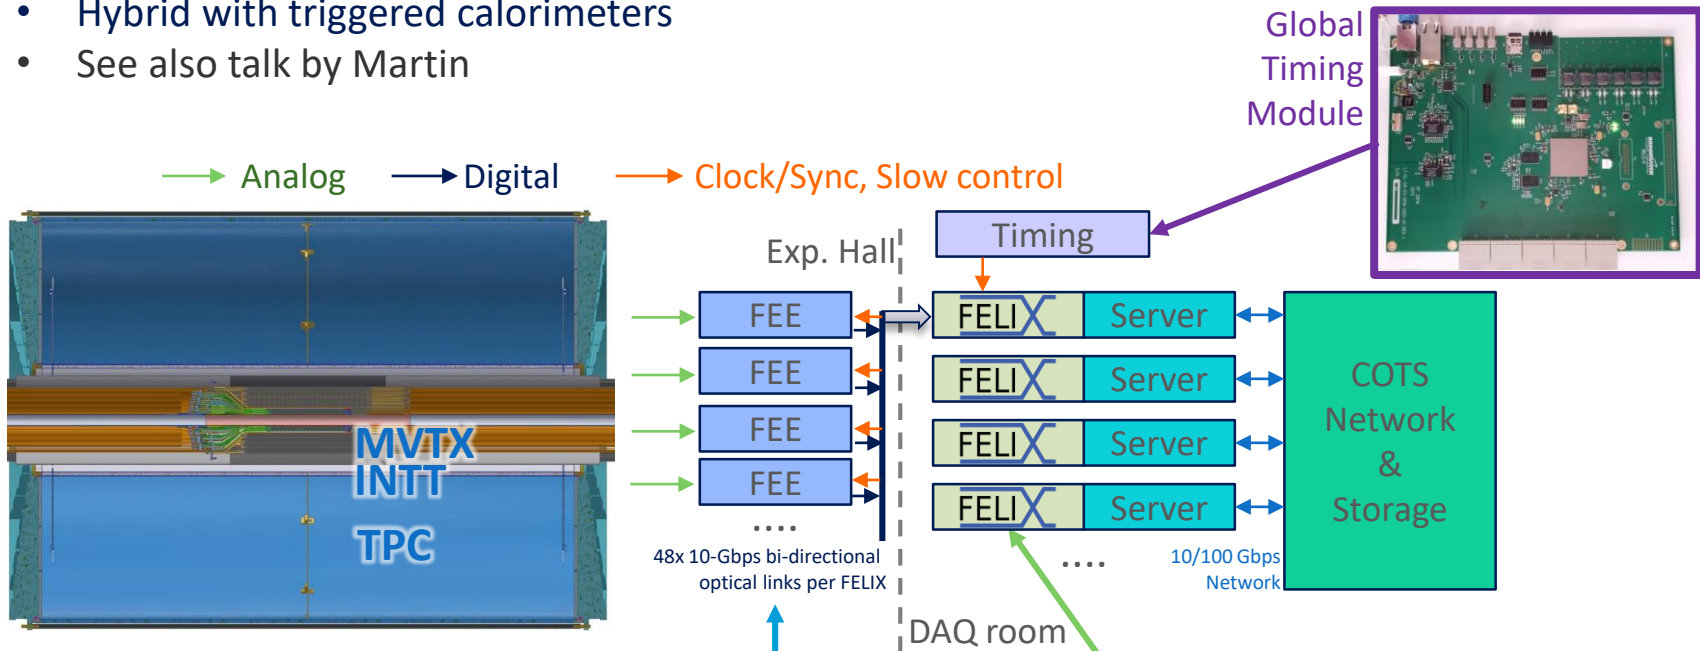 • Hybrid with triggered calorimeters
• See also talk by Martin
Global
Timing
Module
Analog
Digital
Clock/Sync, Slow control
Exp. Hall
Timing
FEE
FELIX
Server
FEE
FELIX
Server
FEE
FELIX
Server
FEE
FELIX
Server
....
....
COTS
Network
&
Storage
MVTX
INTT
TPC
48x 10-Gbps bi-directional
optical links per FELIX
10/100 Gbps
Network
DAQ room